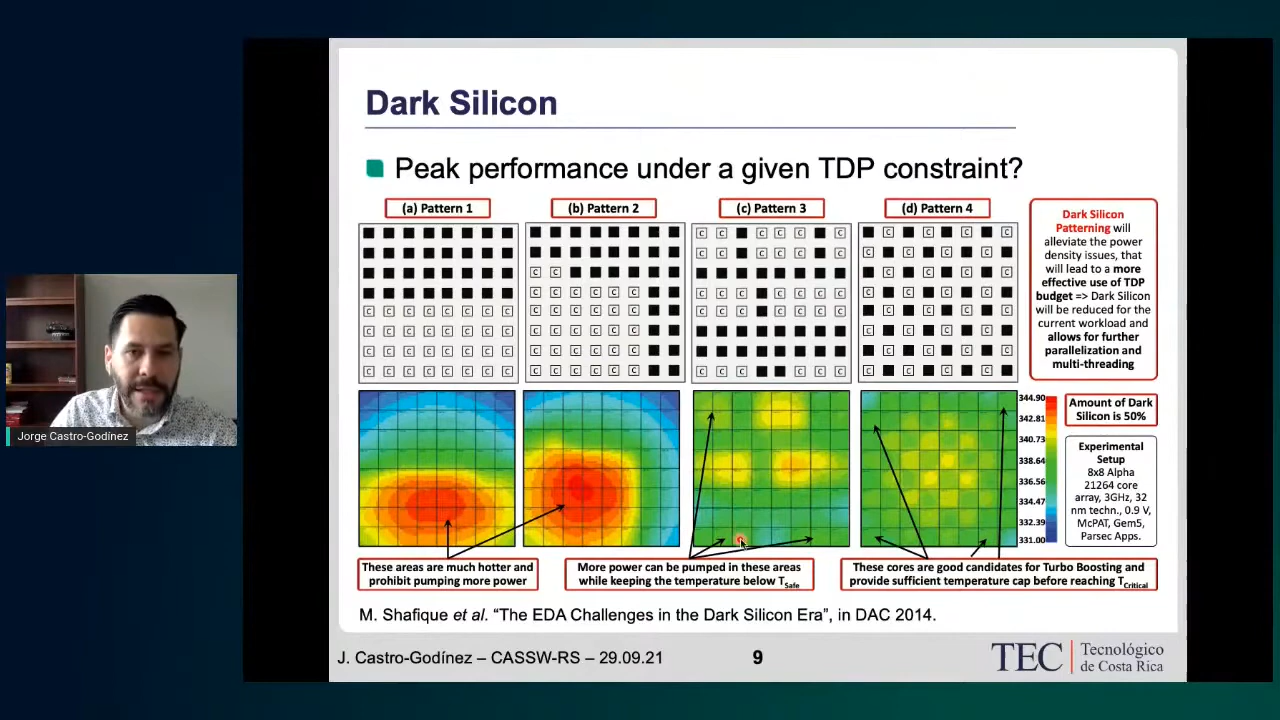 Dark Silicon
Peak performance under a given TDP constraint?
(a) Pattern 1
(b) Pattern 2
(c) Pattern 3
(d) Pattern 4
C C C C C C C C
C C C C C C C C
C C C C C C C C
C C C C C C C C
C C
C C C C C C
C C C C C C
C C C C C C
C C C C C C
C C C C C C
C C C C C C
C C C C C C
C C C C C C
C C C C C C
C C C C C C
C C C C C C
C C C C C C
C C C C
C C C C
C C C C
C C C C
C C C C
C C C C
C C C C
C C C C
Dark Silicon
Patterning will
alleviate the power
density issues, that
will lead to a more
effective use of TDP
budget => Dark Silicon
will be reduced for the
current workload and
allows for further
parallelization and
multi-threading
344.90
342.81
340.73
338.64
336.56
334.47
332.39
331.00
Amount of Dark
Silicon is 50%
Experimental
Setup
8x8 Alpha
21264 core
array, 3GHz, 32
nm techn., 0.9 V,
McPAT, Gem5,
Parsec Apps.
These areas are much hotter and
prohibit pumping more power
More power can be pumped in these areas
while keeping the temperature below TSafe
These cores are good candidates for Turbo Boosting and
provide sufficient temperature cap before reaching TCritical
M. Shafique et al. “The EDA Challenges in the Dark Silicon Era”, in DAC 2014.
J. Castro-Godínez – CASSW-RS – 29.09.21
9
TEC
Tecnológico
de Costa Rica
Jorge Castro-Godínez